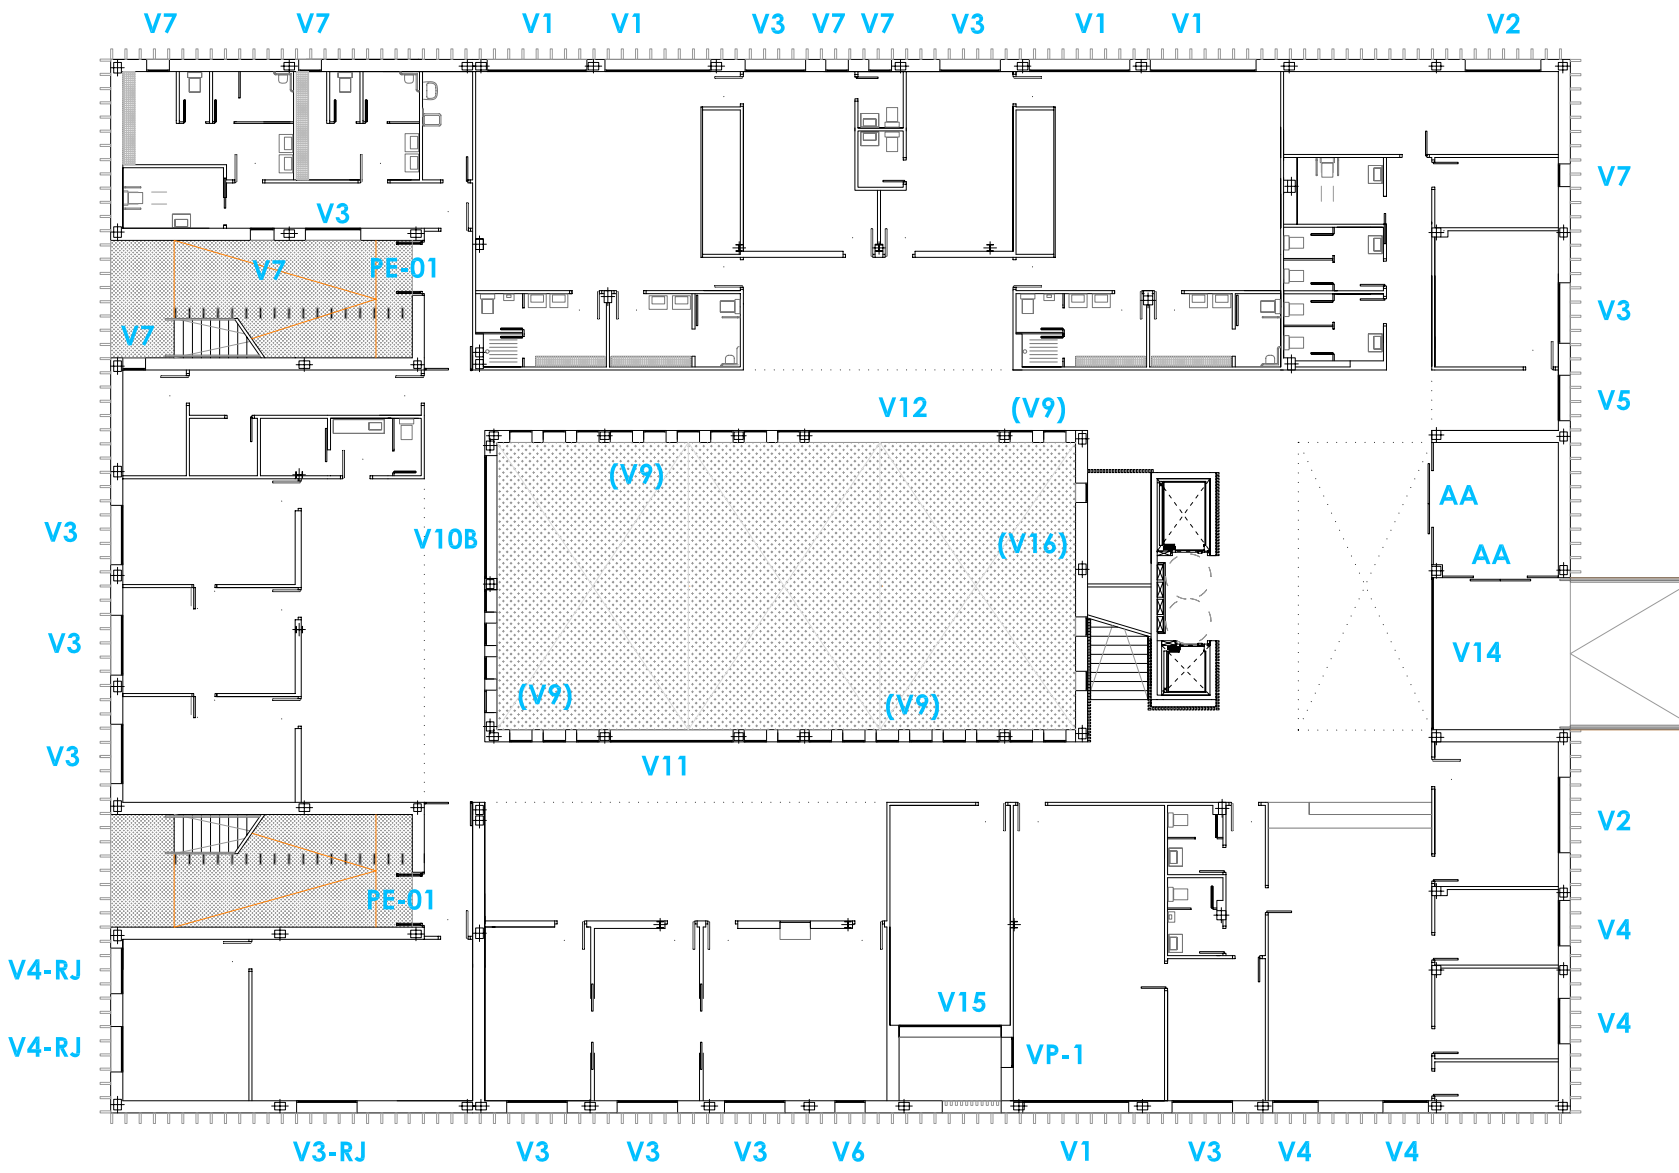 V7 V7 V1 V1 V3 V7 V7 V3 V1 V1 V2
V7
V3
V7 PE-01
V3
V7
V5
V12 (V9)
(V9)
AA
V3 V10B (V16)
AA
V3 V14
(V9) (V9)
V3 V11
V2
PE-01
V4
V4-RJ
V15
V4
V4-RJ VP-1
V3-RJ V3 V3 V3 V6 V1 V3 V4 V4